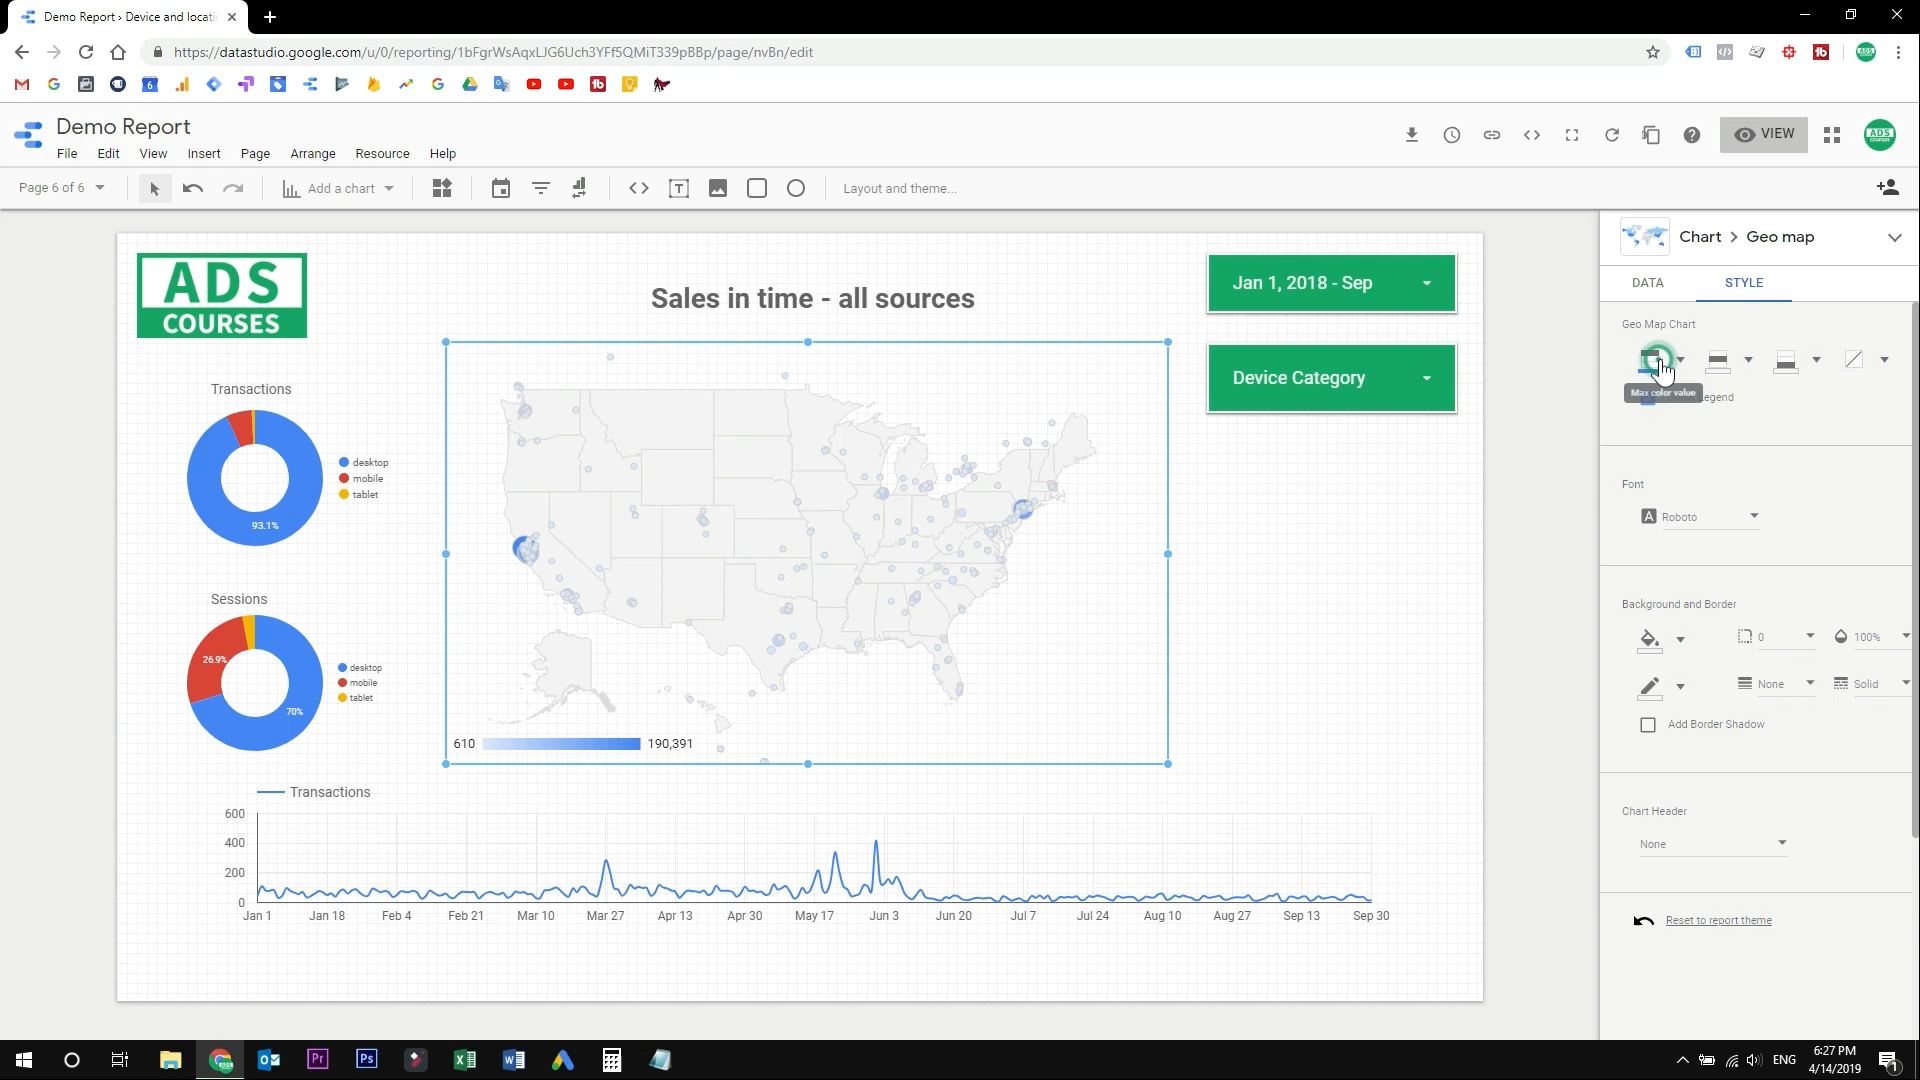 Demo Report › Device and locati
https://datastudio.google.com/u/0/reporting/1bFgrWsAqxLJG6Uch3YFf5QMiT339pBBp/page/nvBn/edit
Demo Report
File Edit View Insert Page Arrange Resource Help
VIEW
ADS
COURSES
Page 6 of 6
Add a chart
Layout and theme...
Chart > Geo map
DATA STYLE
ADS
COURSES
Sales in time - all sources
Jan 1, 2018 - Sep
Device Category
Transactions
desktop
mobile
tablet
93.1%
Sessions
26.9%
desktop
mobile
tablet
70%
610
190,391
Transactions
600
400
200
0
Jan 1 Jan 18 Feb 4 Feb 21 Mar 10 Mar 27 Apr 13 Apr 30 May 17 Jun 3 Jun 20 Jul 7 Jul 24 Aug 10 Aug 27 Sep 13 Sep 30
Geo Map Chart
Max color value
egend
Font
Roboto
Background and Border
0 100%
None Solid
Add Border Shadow
Chart Header
None
Reset to report theme
ENG
6:27 PM
4/14/2019